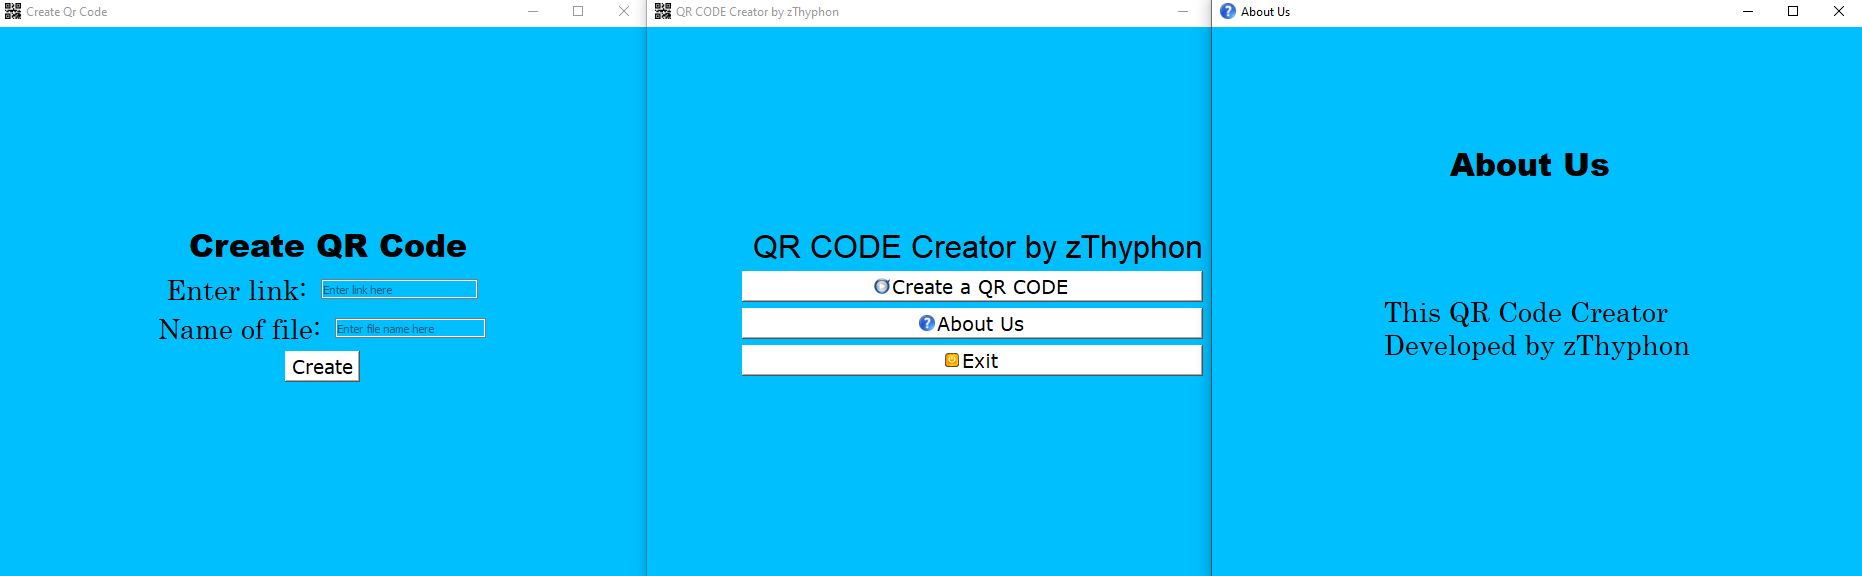 Create Qr Code
Create QR Code
Enter link:
Enter link here
Name of file:
Enter file name here
Create
QR CODE Creator by zThyphon
QR CODE Creator by zThyphon
Create a QR CODE
About Us
Exit
About Us
About Us
This QR Code Creator
Developed by zThyphon